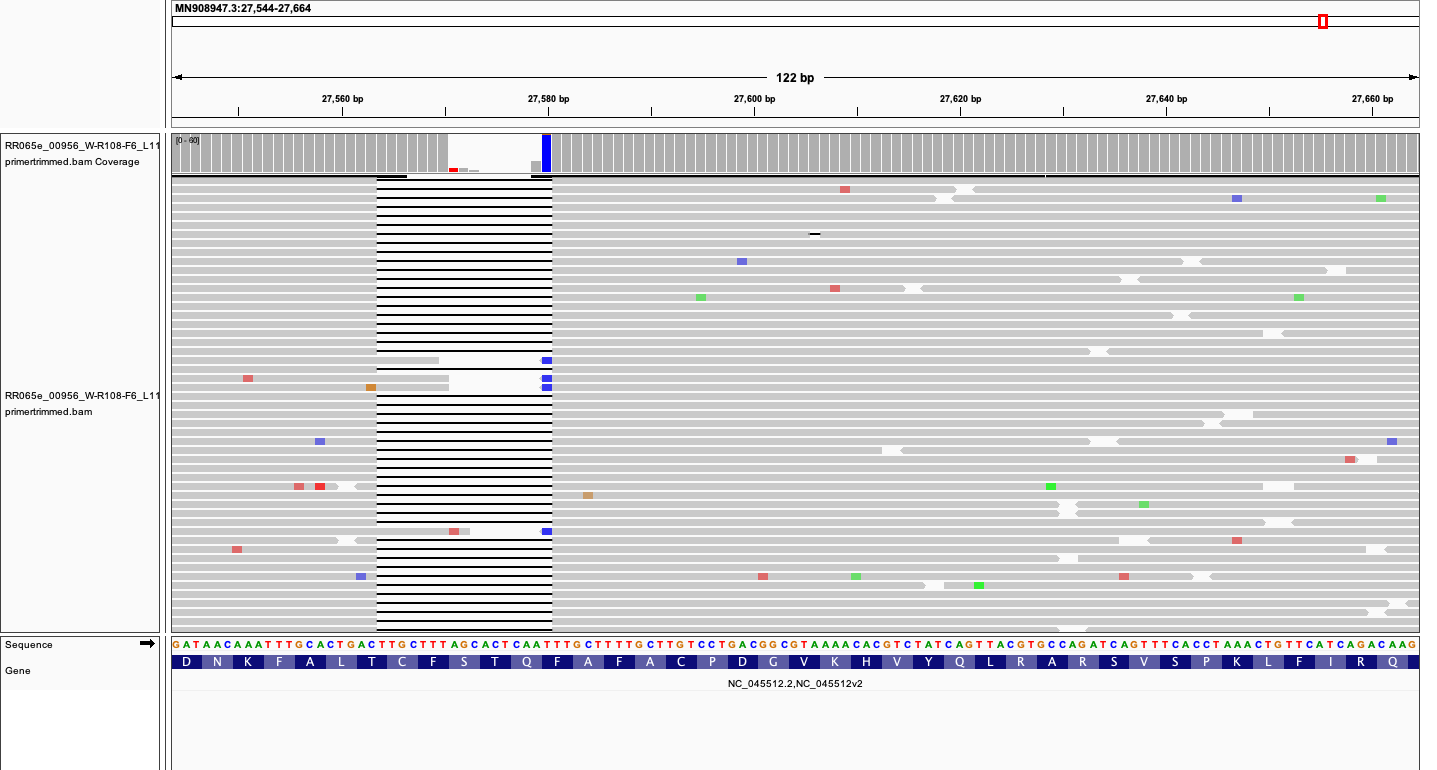 MN908947.3:27,544-27,664
122 bp
27,560 bp 27,580 bp 27,600 bp 27,620 bp 27,640 bp 27,660 bp
RR065e_00956_W-R108-F6_L11
primertrimmed.bam Coverage
[0 - 60]
RR065e_00956_W-R108-F6_L11
primertrimmed.bam
Sequence
GATAACAAATTTGCACTGACTTGCTTTAGCACTCAATTTGCTTTTGCTTGTCCTGACGGCGTAAAACACGTCTATCAGTTACGTGCCAGATCAGTTTCACCTAAACTGTTCATCAGACAAG
Gene
D N K F A L T C F S T Q F A F A C P D G V K H V Y Q L R A R S V S P K L F I R Q
NC_045512.2,NC_045512v2